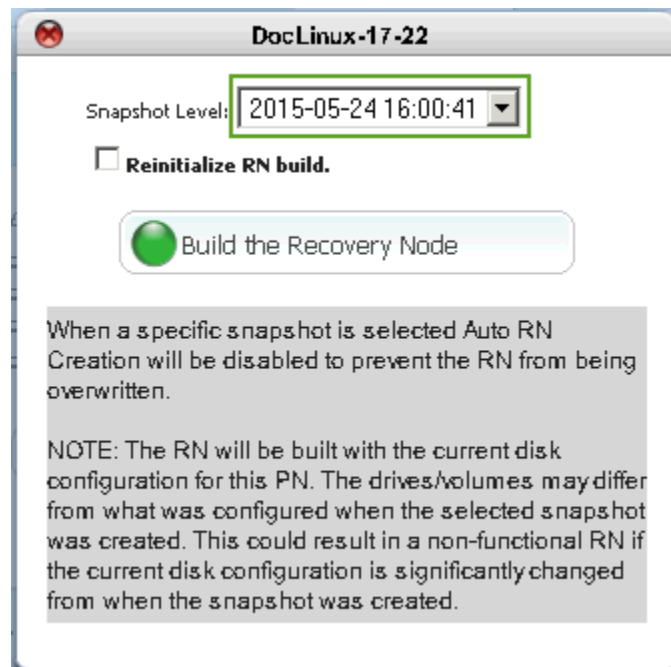 DocLinux-17-22
Snapshot Level: 2015-05-24 16:00:41
Reinitialize RN build.
Build the Recovery Node
When a specific snapshot is selected Auto RN
Creation will be disabled to prevent the RN from being
overwritten.
NOTE: The RN will be built with the current disk
configuration for this PN. The drives/volumes may differ
from what was configured when the selected snapshot
was created. This could result in a non-functional RN if
the current disk configuration is significantly changed
from when the snapshot was created.